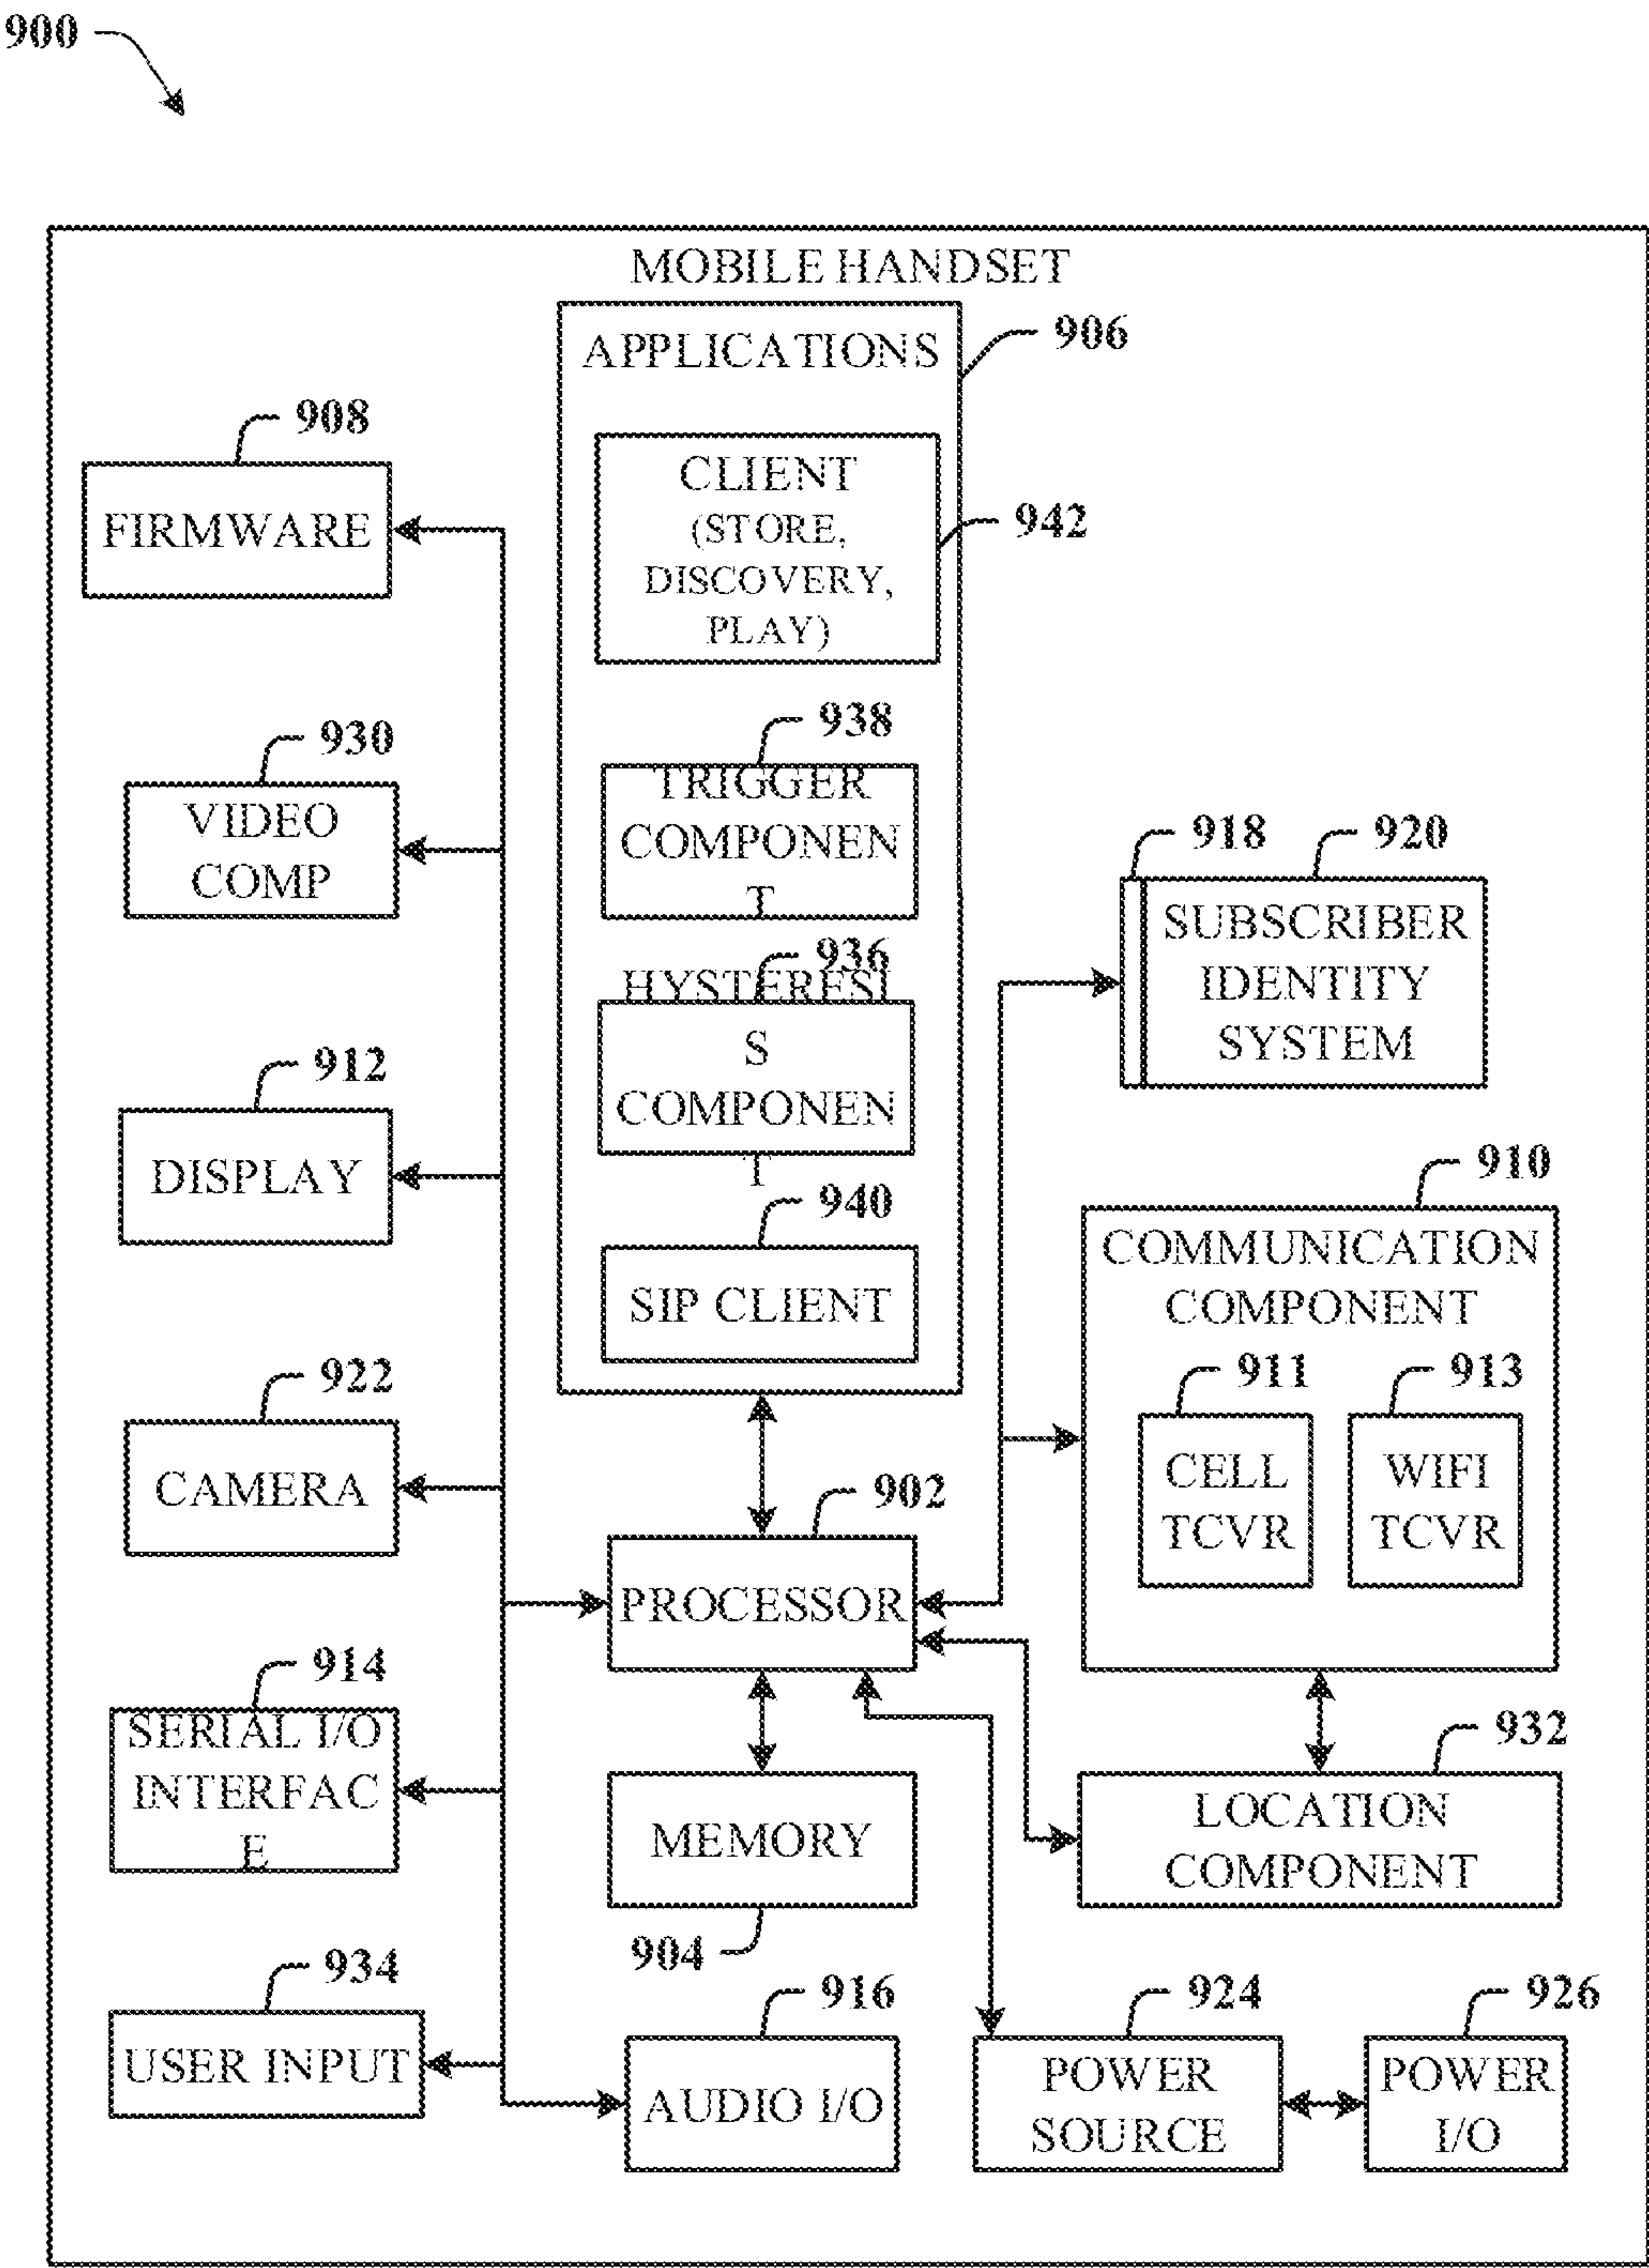 900
MOBILE HANDSET
APPLICATIONS
906
CLIENT
(STORE,
DISCOVERY,
PLAY)
942
938
TRIGGER
COMPONEN
T
936
HYSTERESI
S
COMPONEN
T
940
SIP CLIENT
908
FIRMWARE
930
VIDEO
COMP
912
DISPLAY
922
CAMERA
914
SERIAL I/O
INTERFAC
E
934
USER INPUT
902
PROCESSOR
MEMORY
904
916
AUDIO I/O
918
920
SUBSCRIBER
IDENTITY
SYSTEM
910
COMMUNICATION
COMPONENT
911
CELL
TCVR
913
WIFI
TCVR
932
LOCATION
COMPONENT
924
POWER
SOURCE
926
POWER
I/O